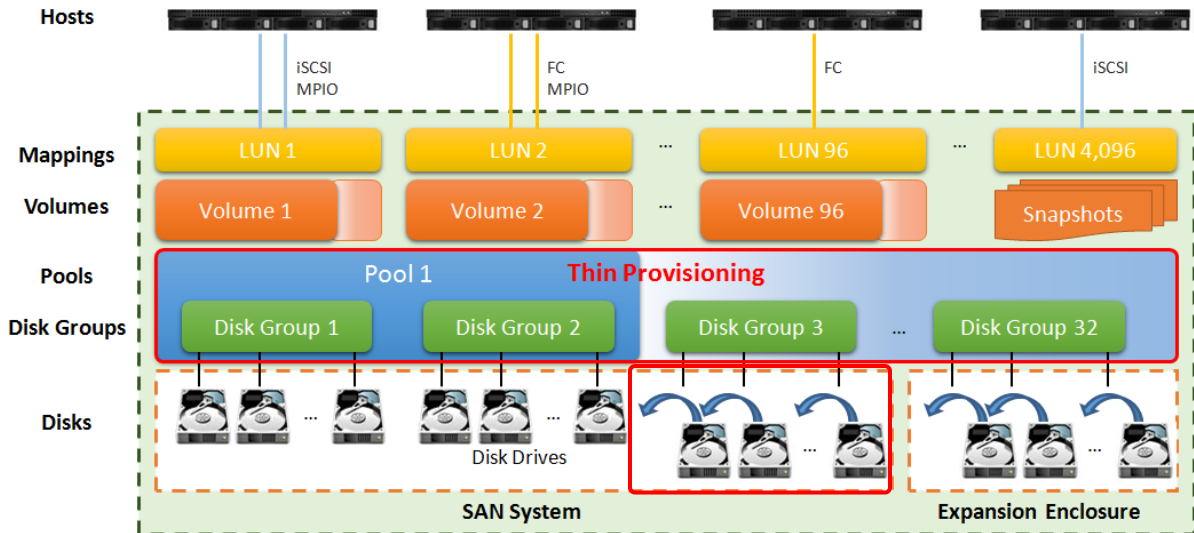 Hosts
iSCSI
MPIO
FC
MPIO
FC
iSCSI
Mappings
LUN 1
LUN 2
...
LUN 96
...
LUN 4,096
Volumes
Volume 1
Volume 2
...
Volume 96
Snapshots
Pools
Pool 1
Thin Provisioning
Disk Groups
Disk Group 1
Disk Group 2
Disk Group 3
...
Disk Group 32
Disks
...
...
...
...
Disk Drives
SAN System
Expansion Enclosure